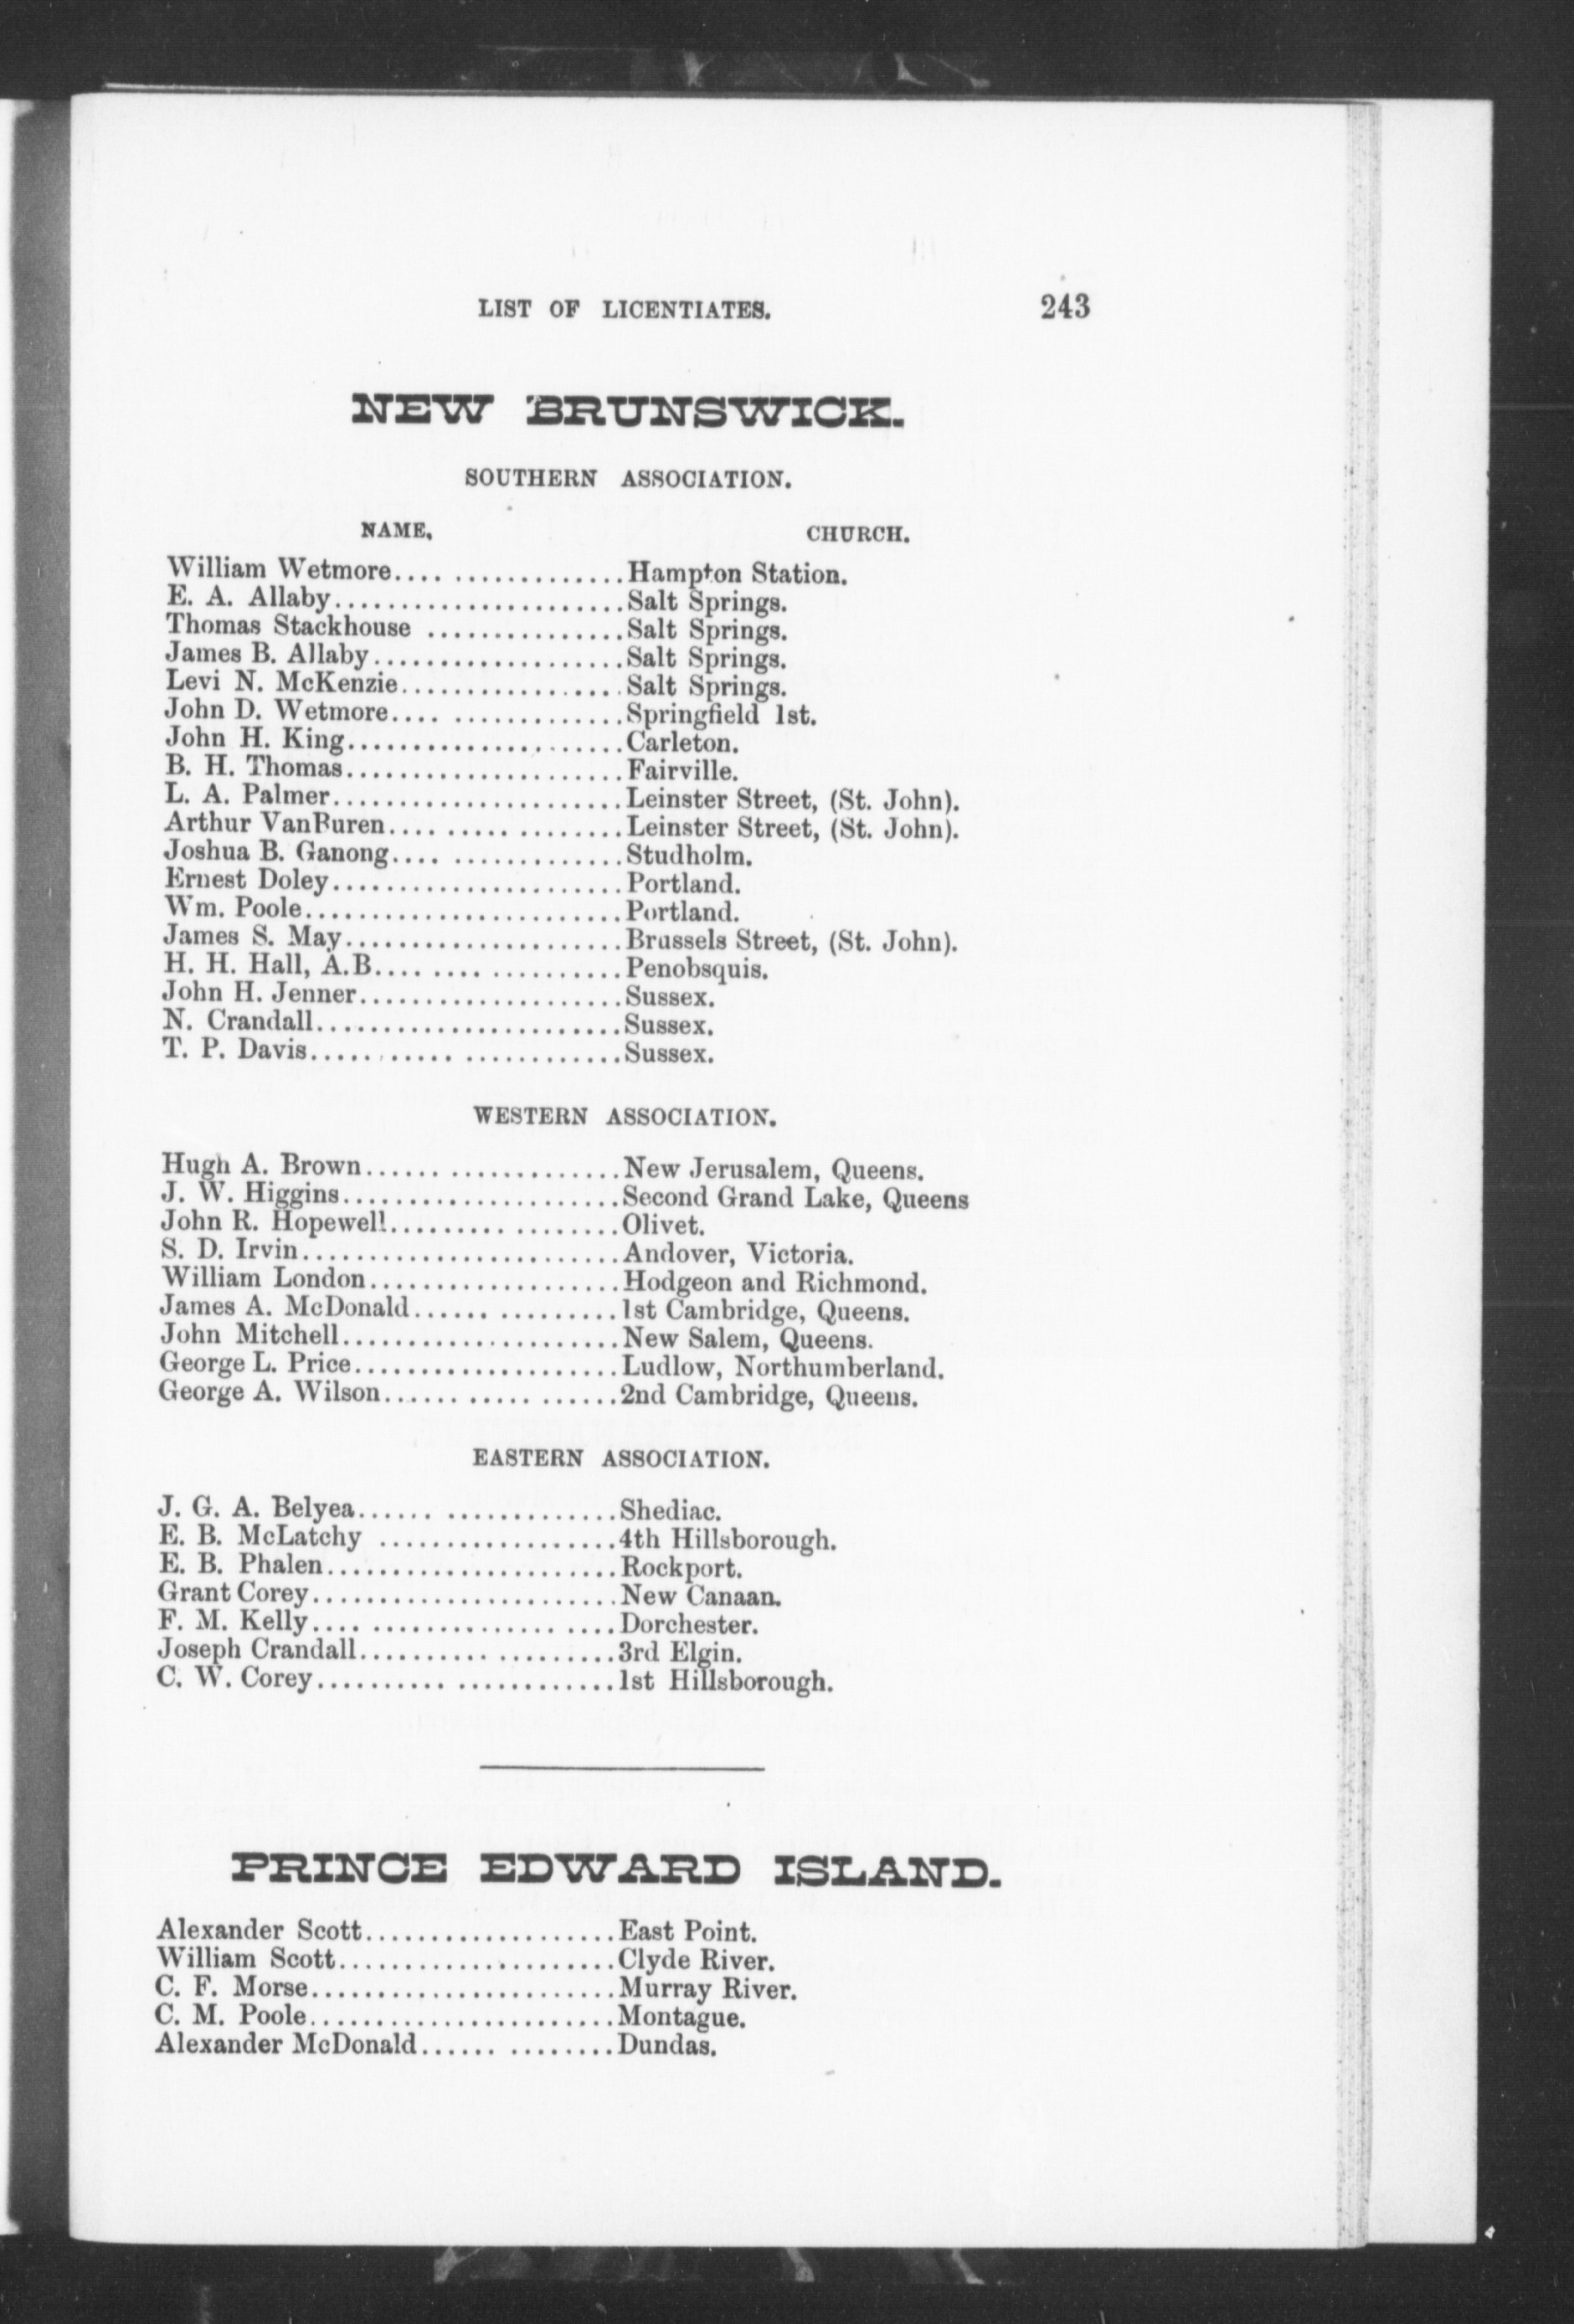 LIST OF LICENTIATES. 243
NEW BRUNSWICK.
SOUTHERN ASSOCIATION.
NAME. CHURCH.
William Wetmore.... ..............Hampton Station.
E. A. Allaby......................Salt Springs.
Thomas Stackhouse ...............Salt Springs.
James B. Allaby...................Salt Springs.
Levi N. McKenzie.................Salt Springs.
John D. Wetmore.... .............Springfield 1st.
John H. King.....................Carleton.
B. H. Thomas.....................Fairville.
L. A. Palmer......................Leinster Street, (St. John).
Arthur VanBuren.... ..... ........Leinster Street, (St. John).
Joshua B. Ganong.... .............Studholm.
Ernest Doley......................Portland.
Wm. Poole........................Portland.
James S. May.....................Brussels Street, (St. John).
H. H. Hall, A.B.... .... ..........Penobsquis.
John H. Jenner....................Sussex.
N. Crandall.......................Sussex.
T. P. Davis........... ............Sussex.
WESTERN ASSOCIATION.
Hugh A. Brown...... .............New Jerusalem, Queens.
J. W. Higgins.....................Second Grand Lake, Queens
John R. Hopewell......... ........Olivet.
S. D. Irvin........................Andover, Victoria.
William London...................Hodgeon and Richmond.
James A. McDonald...... .........1st Cambridge, Queens.
John Mitchell.....................New Salem, Queens.
George L. Price....................Ludlow, Northumberland.
George A. Wilson...... ..... ......2nd Cambridge, Queens.
EASTERN ASSOCIATION.
J. G. A. Belyea...... .............Shediac.
E. B. McLatchy ..................4th Hillsborough.
E. B. Phalen......................Rockport.
Grant Corey.......................New Canaan.
F. M. Kelly.... .............. ....Dorchester.
Joseph Crandall.......... .........3rd Elgin.
C. W. Corey.......... ............1st Hillsborough.
PRINCE EDWARD ISLAND.
Alexander Scott...................East Point.
William Scott.....................Clyde River.
C. F. Morse.......................Murray River.
C. M. Poole.......................Montague.
Alexander McDonald...... ........Dundas.